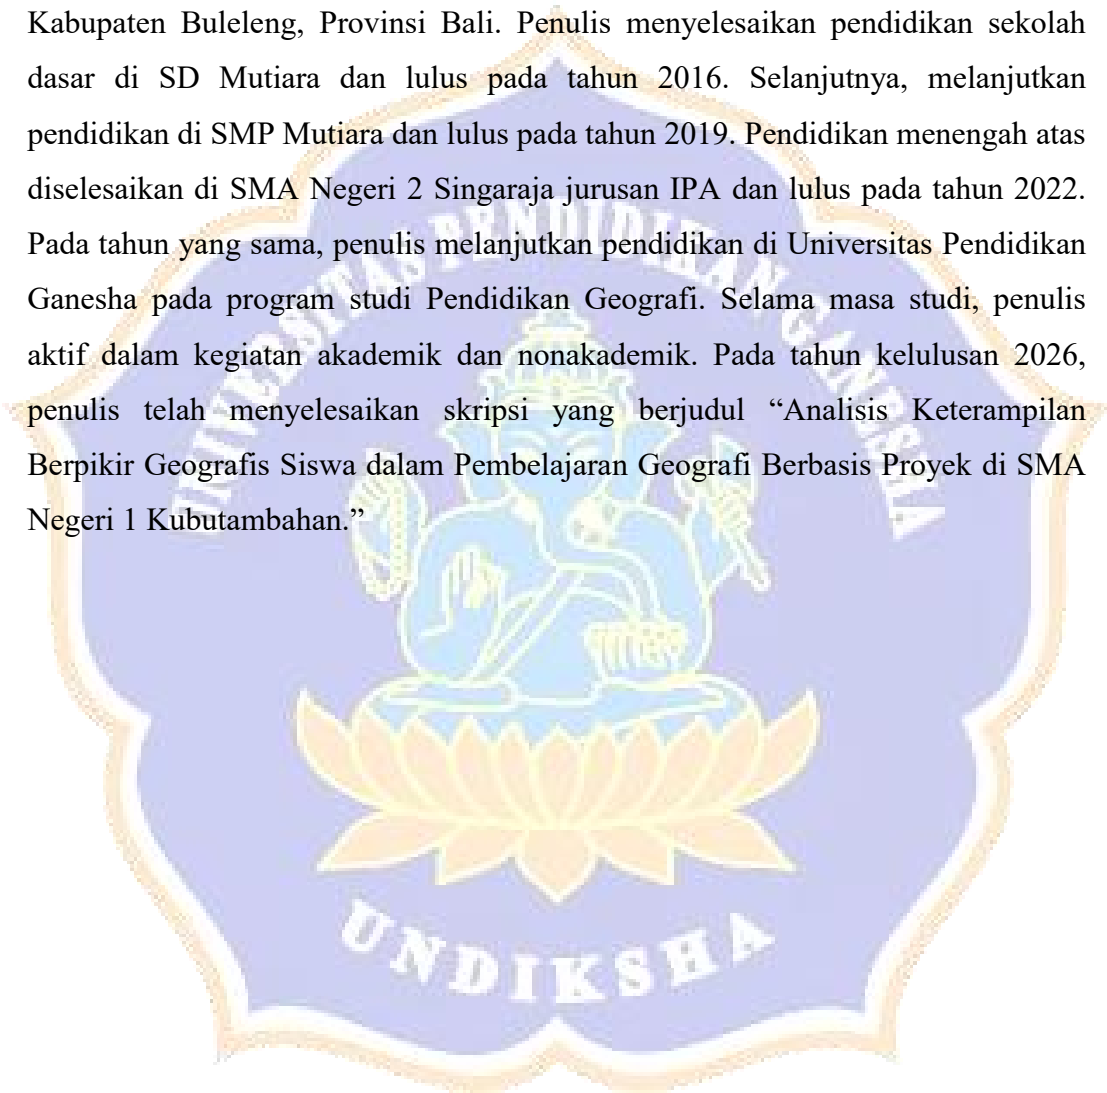 Kabupaten Buleleng, Provinsi Bali. Penulis menyelesaikan pendidikan sekolah
dasar di SD Mutiara dan lulus pada tahun 2016. Selanjutnya, melanjutkan
pendidikan di SMP Mutiara dan lulus pada tahun 2019. Pendidikan menengah atas
diselesaikan di SMA Negeri 2 Singaraja jurusan IPA dan lulus pada tahun 2022.
Pada tahun yang sama, penulis melanjutkan pendidikan di Universitas Pendidikan
Ganesha pada program studi Pendidikan Geografi. Selama masa studi, penulis
aktif dalam kegiatan akademik dan nonakademik. Pada tahun kelulusan 2026,
penulis telah menyelesaikan skripsi yang berjudul “Analisis Keterampilan
Berpikir Geografis Siswa dalam Pembelajaran Geografi Berbasis Proyek di SMA
Negeri 1 Kubutambahan.”
UNIVERSITAS PENDIDIKAN GANESHA
UNDIKSHA